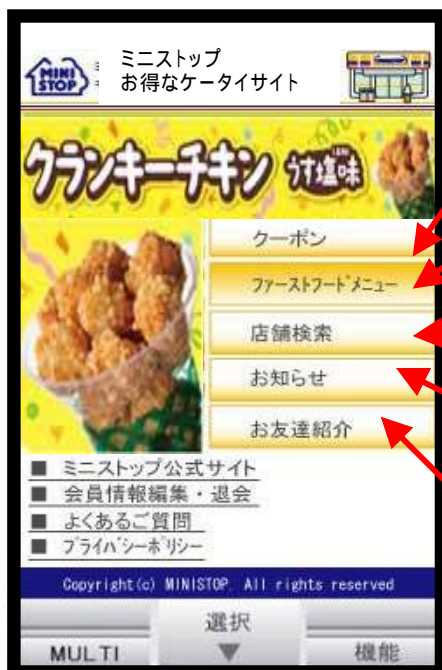 MINI
STOP
ミニストップ
お得なケータイサイト
クランキーチキン うす塩味
クーポン
ファーストフードメニュー
店舗検索
お知らせ
お友達紹介
■ ミニストップ公式サイト
■ 会員情報編集・退会
■ よくあるご質問
■ プライバシーポリシー
Copyright(c) MINISTOP. All rights reserved
選択
MULTI ▼ 機能